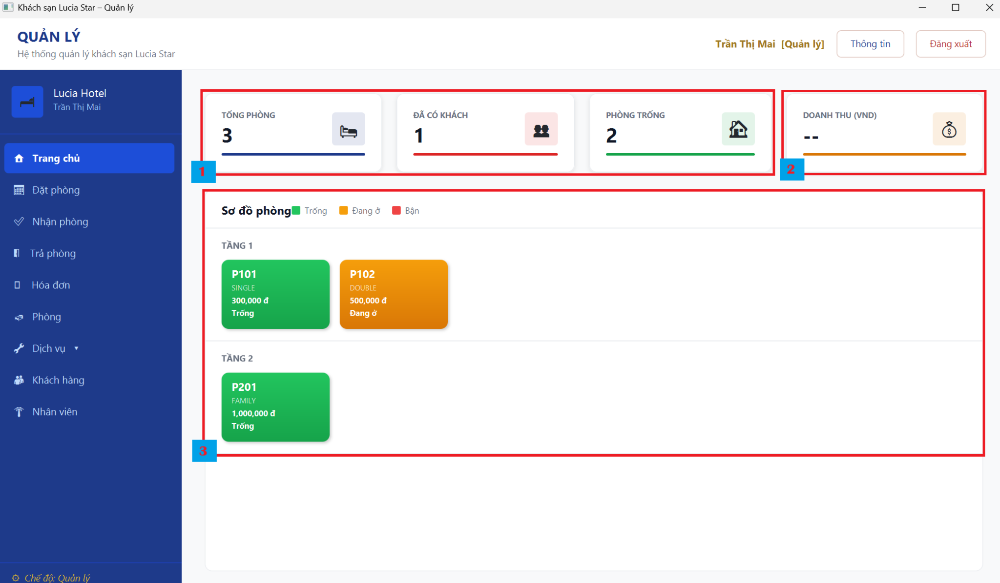 Khách sạn Lucia Star – Quản lý
QUẢN LÝ
Hệ thống quản lý khách sạn Lucia Star
Trần Thị Mai [Quản lý]
Thông tin
Đăng xuất
Lucia Hotel
Trần Thị Mai
Trang chủ
Đặt phòng
Nhận phòng
Trả phòng
Hóa đơn
Phòng
Dịch vụ
Khách hàng
Nhân viên
Chế độ: Quản lý
TỔNG PHÒNG
3
ĐÃ CÓ KHÁCH
1
PHÒNG TRỐNG
2
1
DOANH THU (VND)
--
2
Sơ đồ phòng Trống Đang ở Bận
TẦNG 1
P101
SINGLE
300,000 đ
Trống
P102
DOUBLE
500,000 đ
Đang ở
TẦNG 2
P201
FAMILY
1,000,000 đ
Trống
3